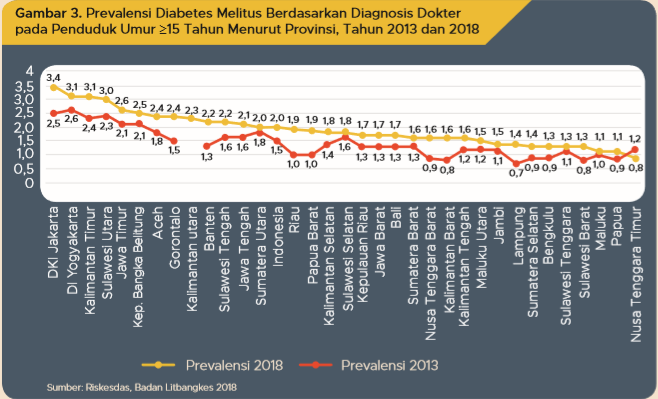 Gambar 3. Prevalensi Diabetes Melitus Berdasarkan Diagnosis Dokter
pada Penduduk Umur ≥15 Tahun Menurut Provinsi, Tahun 2013 dan 2018
4
3,5
3,0
2,5
2,0
1,5
1,0
0,5
0
3,4 3,1 3,1 3,0 2,6 2,5 2,4 2,4 2,3 2,2 2,2 2,1 2,0 2,0 1,9 1,9 1,8 1,8 1,7 1,7 1,7 1,6 1,6 1,6 1,6 1,5 1,5 1,4 1,4 1,3 1,3 1,3 1,1 1,1 0,8
2,5 2,6 2,4 2,3 2,1 2,1 1,8 1,5 1,3 1,6 1,6 1,8 1,5 1,0 1,0 1,4 1,6 1,3 1,3 1,3 1,3 0,9 0,8 1,2 1,2 1,1 0,7 0,9 0,9 1,1 0,8 1,0 0,9 1,2
DKI Jakarta
DI Yogyakarta
Kalimantan Timur
Sulawesi Utara
Jawa Timur
Kep. Bangka Belitung
Aceh
Gorontalo
Kalimantan utara
Banten
Sulawesi Tengah
Jawa Tengah
Sumatera Utara
Indonesia
Riau
Papua Barat
Kalimantan Selatan
Sulawesi Selatan
Kepulauan Riau
Jawa Barat
Bali
Sumatera Barat
Nusa Tenggara Barat
Kalimantan Barat
Kalimantan Tengah
Maluku Utara
Jambi
Lampung
Sumatera Selatan
Bengkulu
Sulawesi Tenggara
Sulawesi Barat
Maluku
Papua
Nusa Tenggara Timur
Prevalensi 2018 Prevalensi 2013
Sumber: Riskesdas, Badan Litbangkes 2018